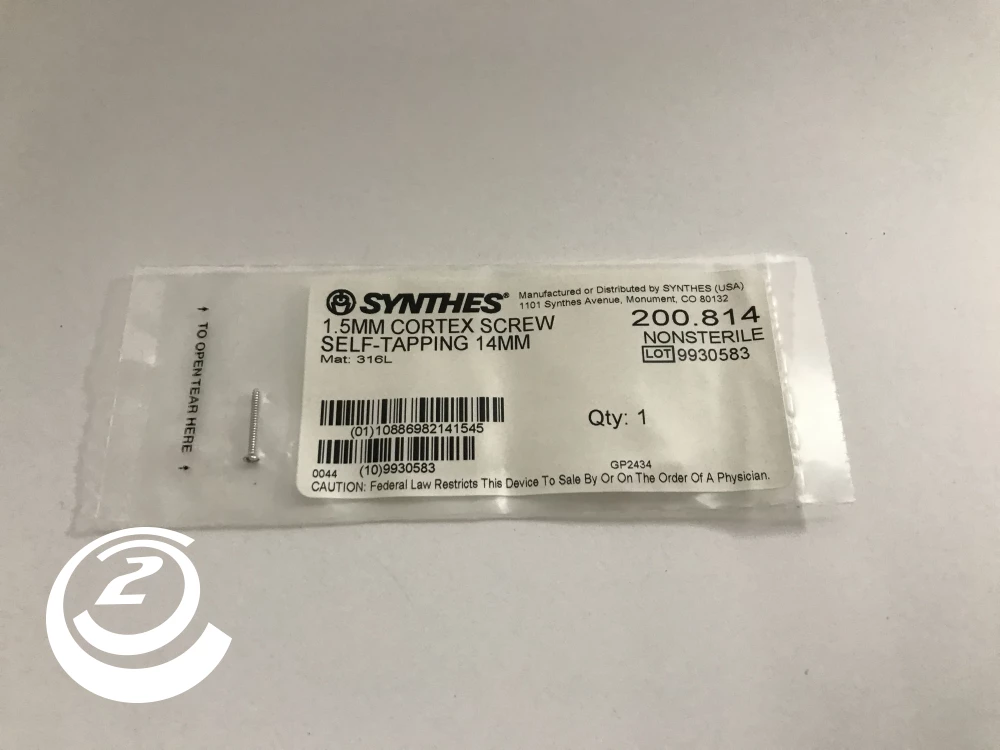 ↑ TO OPEN TEAR HERE ↑
SYNTHES®
Manufactured or Distributed by SYNTHES (USA)
1101 Synthes Avenue, Monument, CO 80132
1.5MM CORTEX SCREW
SELF-TAPPING 14MM
Mat: 316L
200.814
NONSTERILE
LOT 9930583
(01)10886982141545
Qty: 1
(10)9930583
0044
GP2434
CAUTION: Federal Law Restricts This Device To Sale By Or On The Order Of A Physician.
2